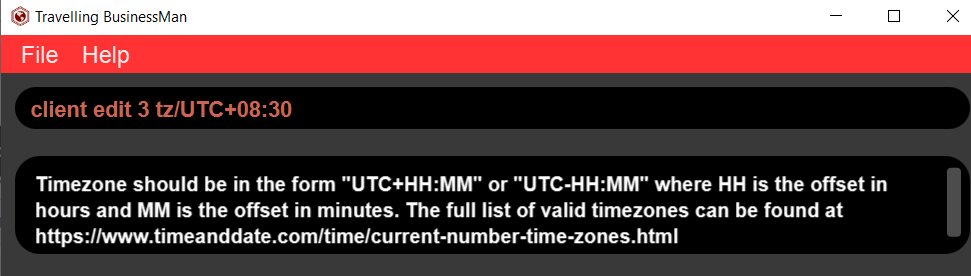 Travelling BusinessMan
File Help
client edit 3 tz/UTC+08:30
Timezone should be in the form "UTC+HH:MM" or "UTC-HH:MM" where HH is the offset in
hours and MM is the offset in minutes. The full list of valid timezones can be found at
https://www.timeanddate.com/time/current-number-time-zones.html